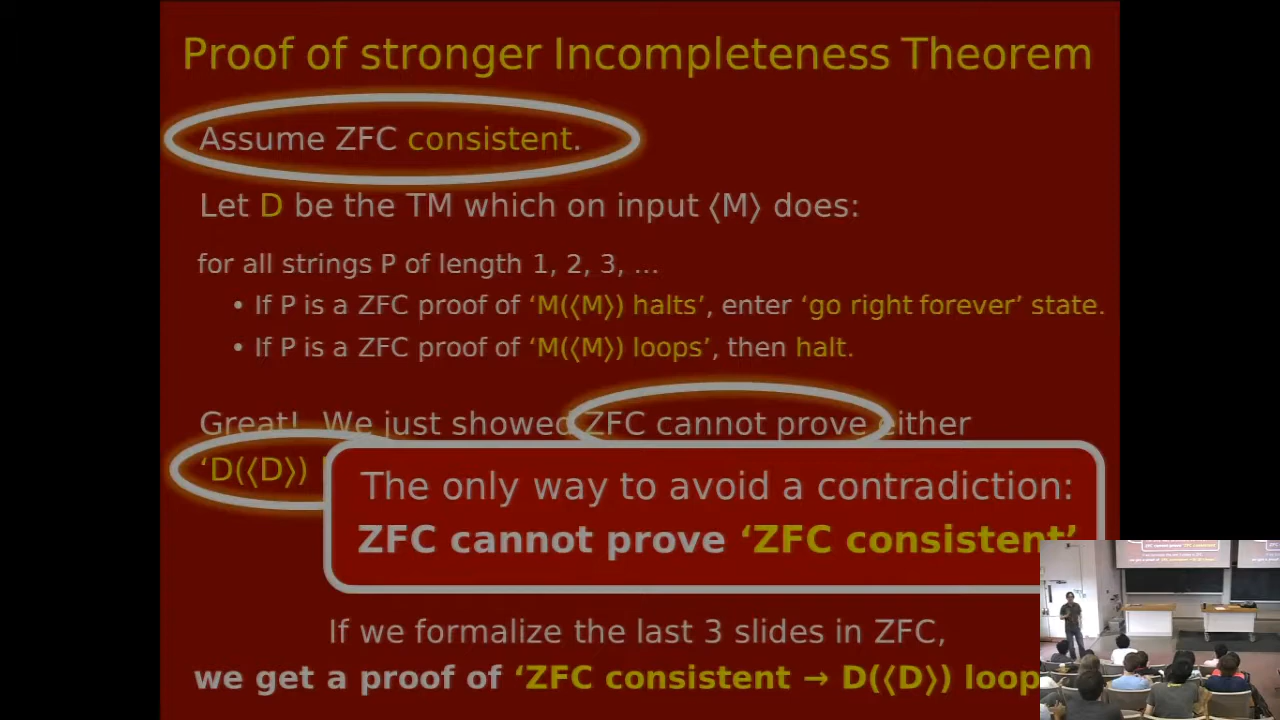 Proof of stronger Incompleteness Theorem
Assume ZFC consistent.
Let D be the TM which on input ⟨M⟩ does:
for all strings P of length 1, 2, 3, …
• If P is a ZFC proof of ‘M(⟨M⟩) halts’, enter ‘go right forever’ state.
• If P is a ZFC proof of ‘M(⟨M⟩) loops’, then halt.
Great! We just showed ZFC cannot prove either
‘D(⟨D⟩)
The only way to avoid a contradiction:
ZFC cannot prove ‘ZFC consistent’
If we formalize the last 3 slides in ZFC,
we get a proof of ‘ZFC consistent → D(⟨D⟩) loop